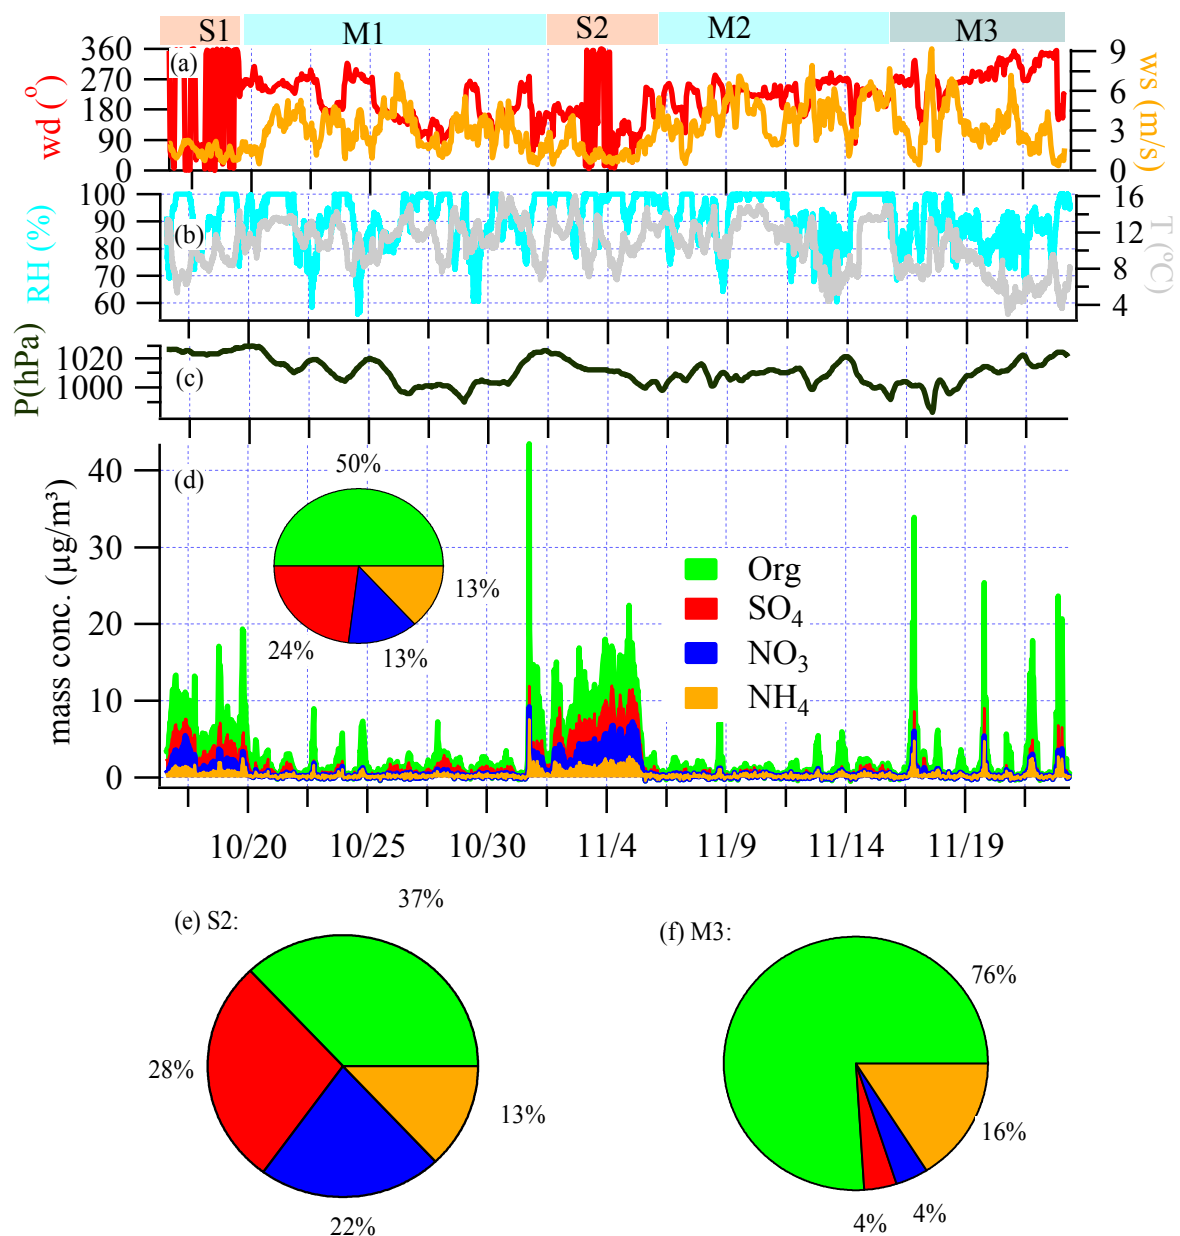 S1 M1 S2 M2 M3
(a)
wd (°)
360
270
180
90
0
9
6
3
0
ws (m/s)
(b)
RH (%)
100
90
80
70
60
16
12
8
4
T (°C)
(c)
P(hPa)
1020
1000
(d)
mass conc. (μg/m³)
40
30
20
10
0
50%
13%
24%
13%
Org
SO₄
NO₃
NH₄
10/20 10/25 10/30 11/4 11/9 11/14 11/19
(e) S2:
37%
28%
13%
22%
(f) M3:
76%
16%
4%
4%